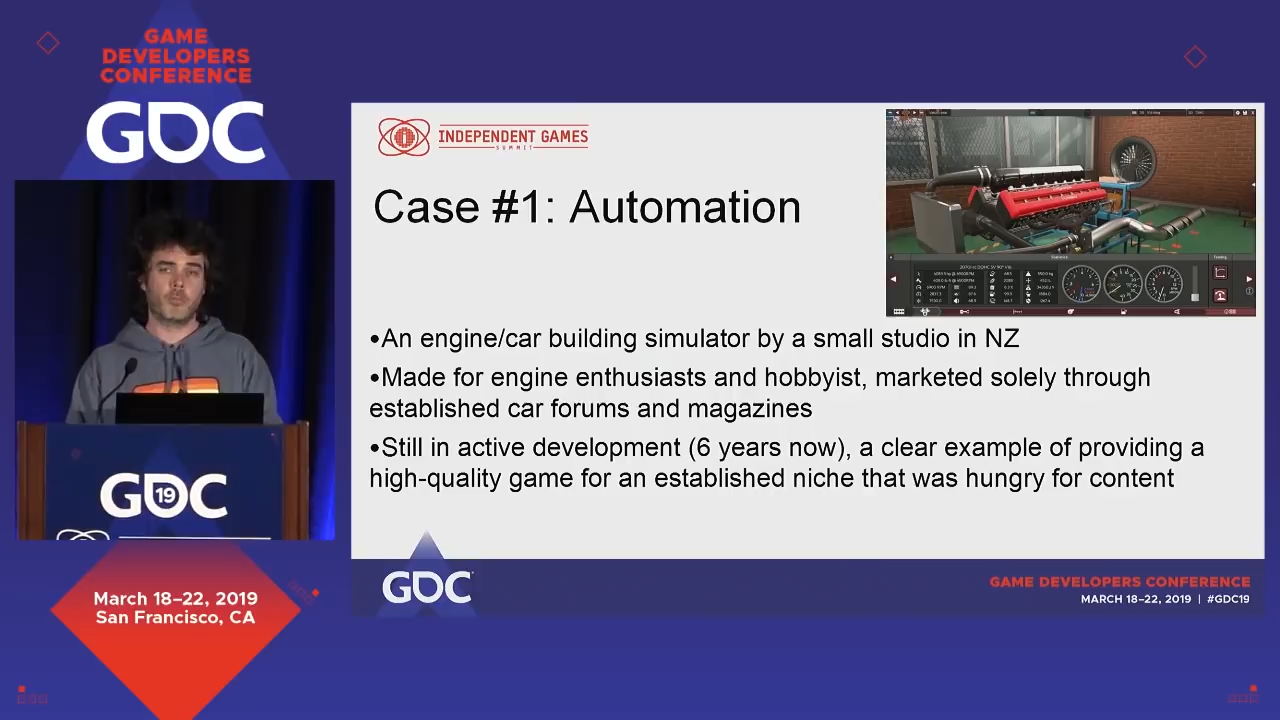 GAME
DEVELOPERS
CONFERENCE
GDC
INDEPENDENT GAMES
SUMMIT
Case #1: Automation
•An engine/car building simulator by a small studio in NZ
•Made for engine enthusiasts and hobbyist, marketed solely through
established car forums and magazines
•Still in active development (6 years now), a clear example of providing a
high-quality game for an established niche that was hungry for content
GDC
19
March 18–22, 2019
San Francisco, CA
GDC
GAME DEVELOPERS CONFERENCE
MARCH 18–22, 2019 | #GDC19